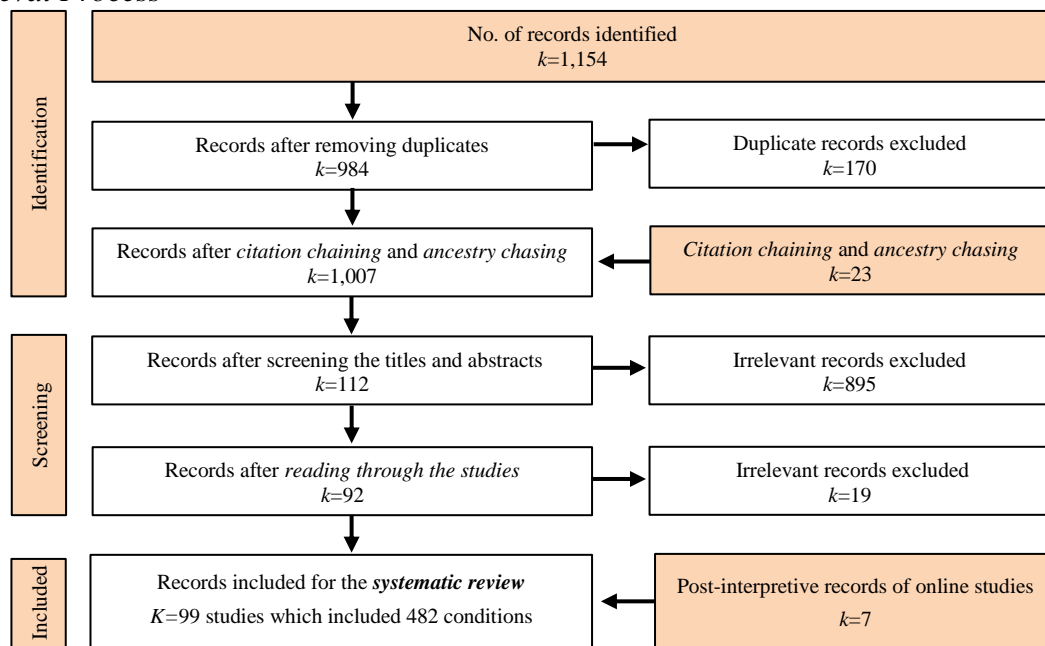 No. of records identified
k=1,154
Identification
Records after removing duplicates
k=984
Duplicate records excluded
k=170
Records after citation chaining and ancestry chasing
k=1,007
Citation chaining and ancestry chasing
k=23
Screening
Records after screening the titles and abstracts
k=112
Irrelevant records excluded
k=895
Records after reading through the studies
k=92
Irrelevant records excluded
k=19
Included
Records included for the systematic review
K=99 studies which included 482 conditions
Post-interpretive records of online studies
k=7